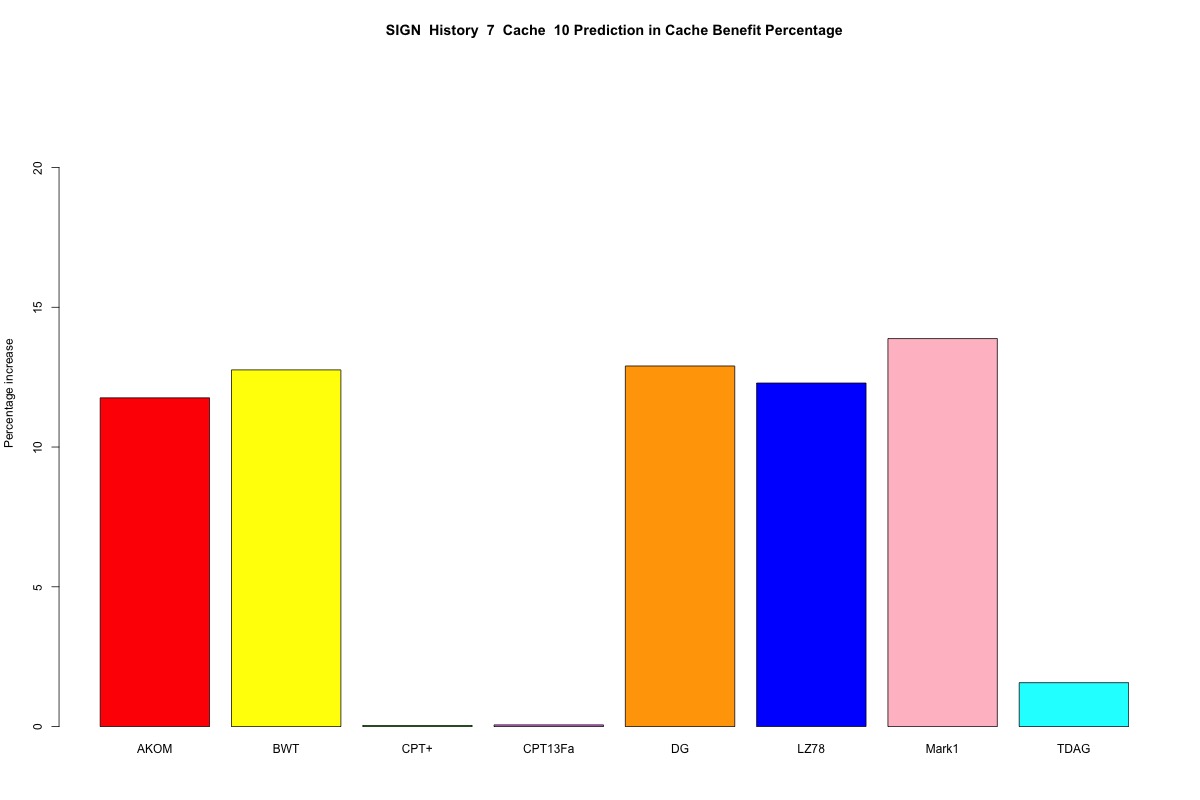 SIGN  History  7  Cache  10 Prediction in Cache Benefit Percentage
Percentage increase
20
15
10
5
0
AKOM BWT CPT+ CPT13Fa DG LZ78 Mark1 TDAG